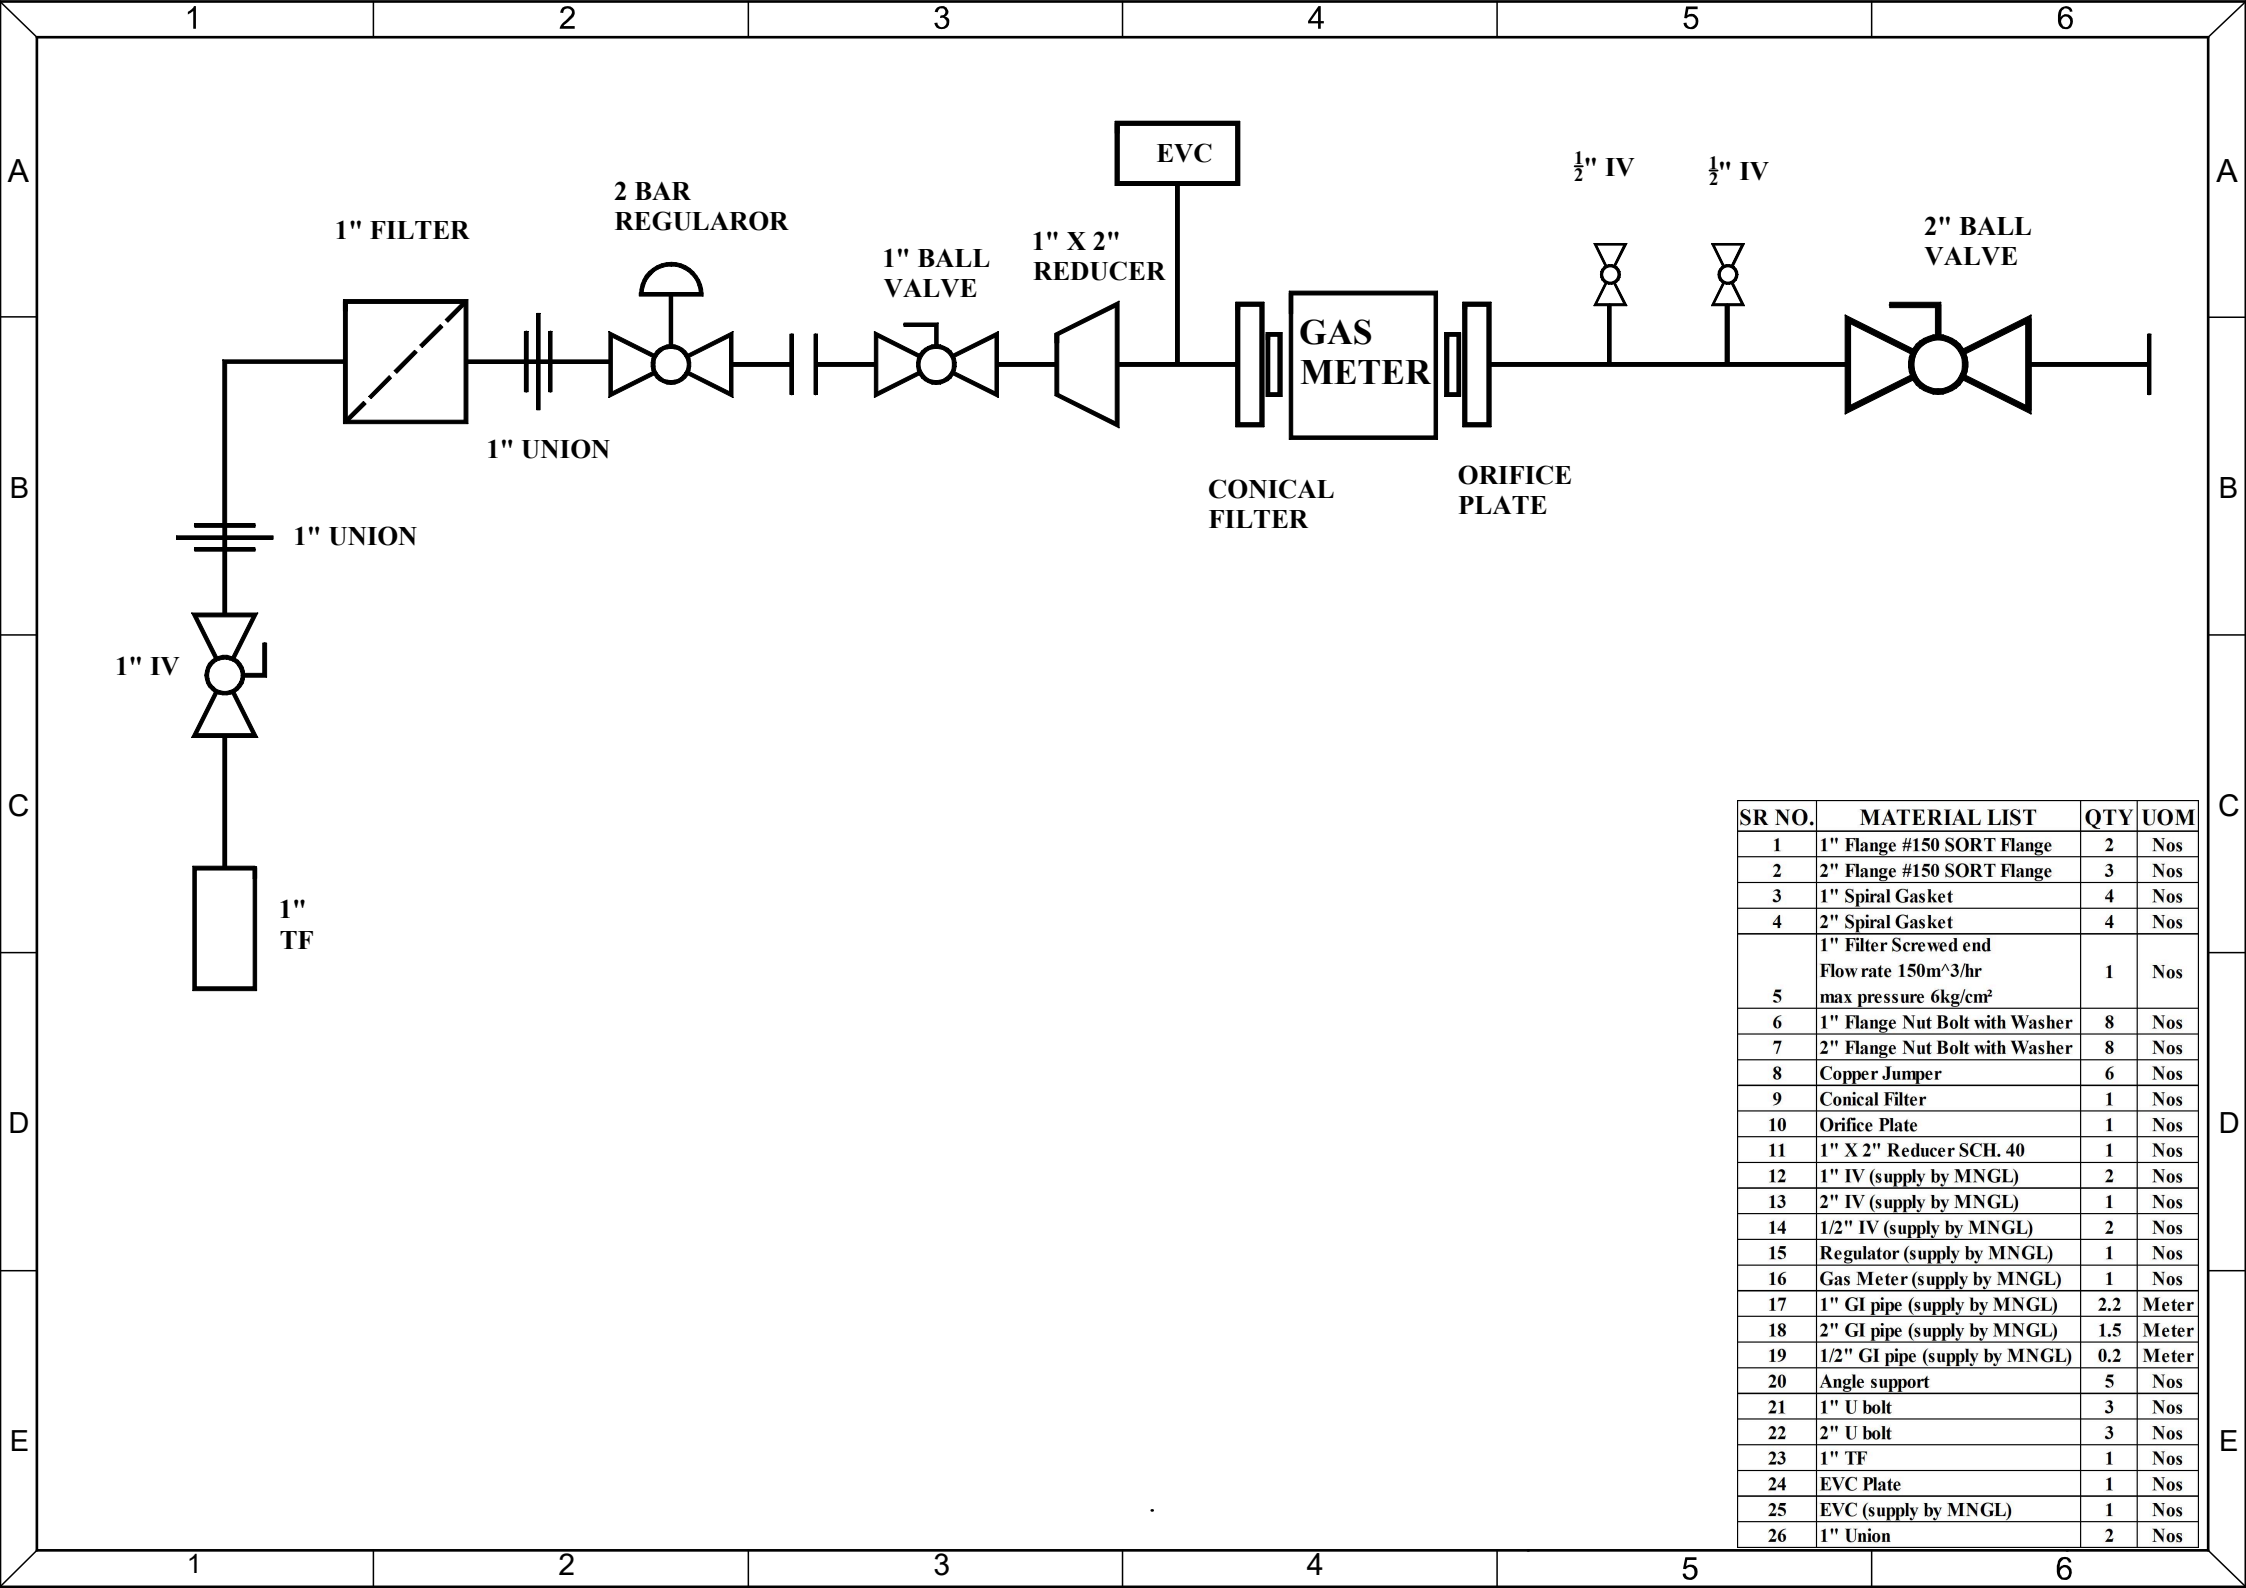 1 2 3 4 5 6
A A
EVC
½" IV ½" IV
2 BAR
REGULAROR
1" FILTER
1" BALL
VALVE
1" X 2"
REDUCER
2" BALL
VALVE
GAS
METER
1" UNION
CONICAL
FILTER
ORIFICE
PLATE
B B
1" UNION
1" IV
C C
1"
TF
SR NO. MATERIAL LIST QTY UOM
1 1" Flange #150 SORT Flange 2 Nos
2 2" Flange #150 SORT Flange 3 Nos
3 1" Spiral Gasket 4 Nos
4 2" Spiral Gasket 4 Nos
1" Filter Screwed end
Flow rate 150m^3/hr 1 Nos
5 max pressure 6kg/cm²
6 1" Flange Nut Bolt with Washer 8 Nos
7 2" Flange Nut Bolt with Washer 8 Nos
8 Copper Jumper 6 Nos
9 Conical Filter 1 Nos
10 Orifice Plate 1 Nos
11 1" X 2" Reducer SCH. 40 1 Nos
12 1" IV (supply by MNGL) 2 Nos
13 2" IV (supply by MNGL) 1 Nos
14 1/2" IV (supply by MNGL) 2 Nos
15 Regulator (supply by MNGL) 1 Nos
16 Gas Meter (supply by MNGL) 1 Nos
17 1" GI pipe (supply by MNGL) 2.2 Meter
18 2" GI pipe (supply by MNGL) 1.5 Meter
19 1/2" GI pipe (supply by MNGL) 0.2 Meter
20 Angle support 5 Nos
21 1" U bolt 3 Nos
22 2" U bolt 3 Nos
23 1" TF 1 Nos
24 EVC Plate 1 Nos
25 EVC (supply by MNGL) 1 Nos
26 1" Union 2 Nos
D D
E E
1 2 3 4 5 6